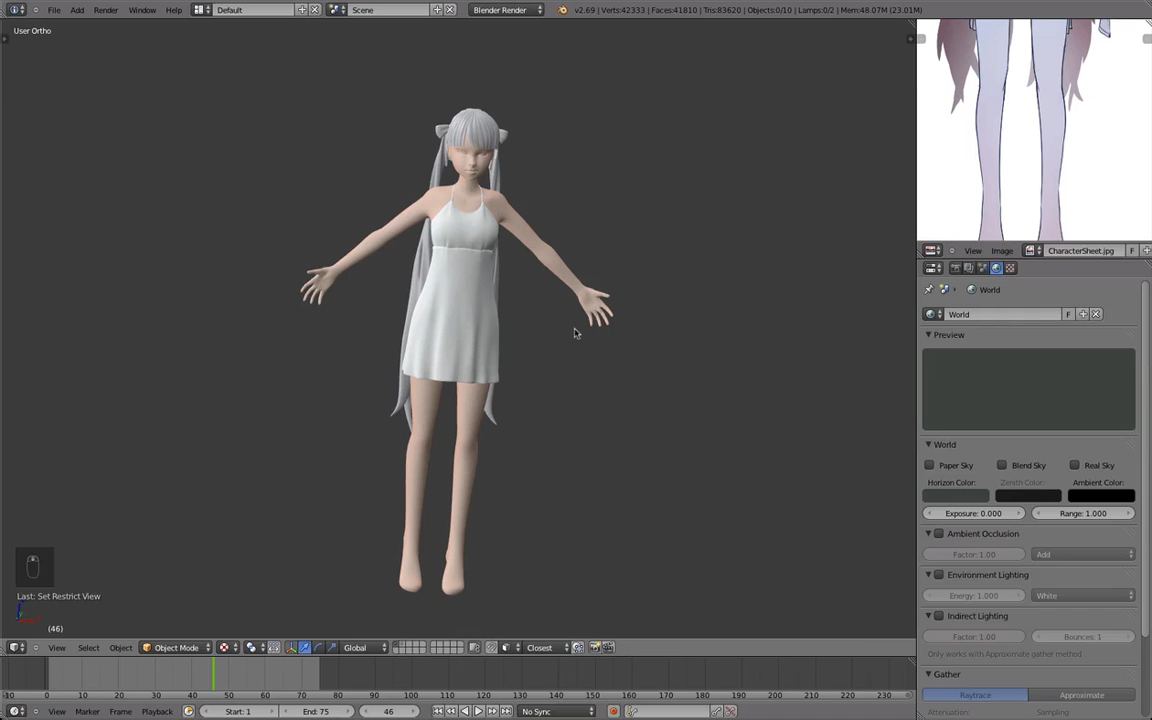 File Add Render Window Help Default Scene Blender Render v2.69 | Verts:42333 | Faces:41810 | Tris:83620 | Objects:0/10 | Lamps:0/2 | Mem:48.07M (23.01M)
User Ortho
View Image CharacterSheet.jpg F
World
World F
Preview
World
Paper Sky Blend Sky Real Sky
Horizon Color: Zenith Color: Ambient Color:
Exposure: 0.000 Range: 1.000
Ambient Occlusion
Factor: 1.00 Add
Environment Lighting
Energy: 1.000 White
Indirect Lighting
Factor: 1.00 Bounces: 1
Only works with Approximate gather method
Gather
Raytrace Approximate
Attenuation: Sampling:
Last: Set Restrict View
(46)
View Select Object Object Mode Global Closest
-10 0 10 20 30 40 50 60 70 80 90 100 110 120 130 140 150 160 170 180 190 200 210 220 230
View Marker Frame Playback Start: 1 End: 75 46 No Sync